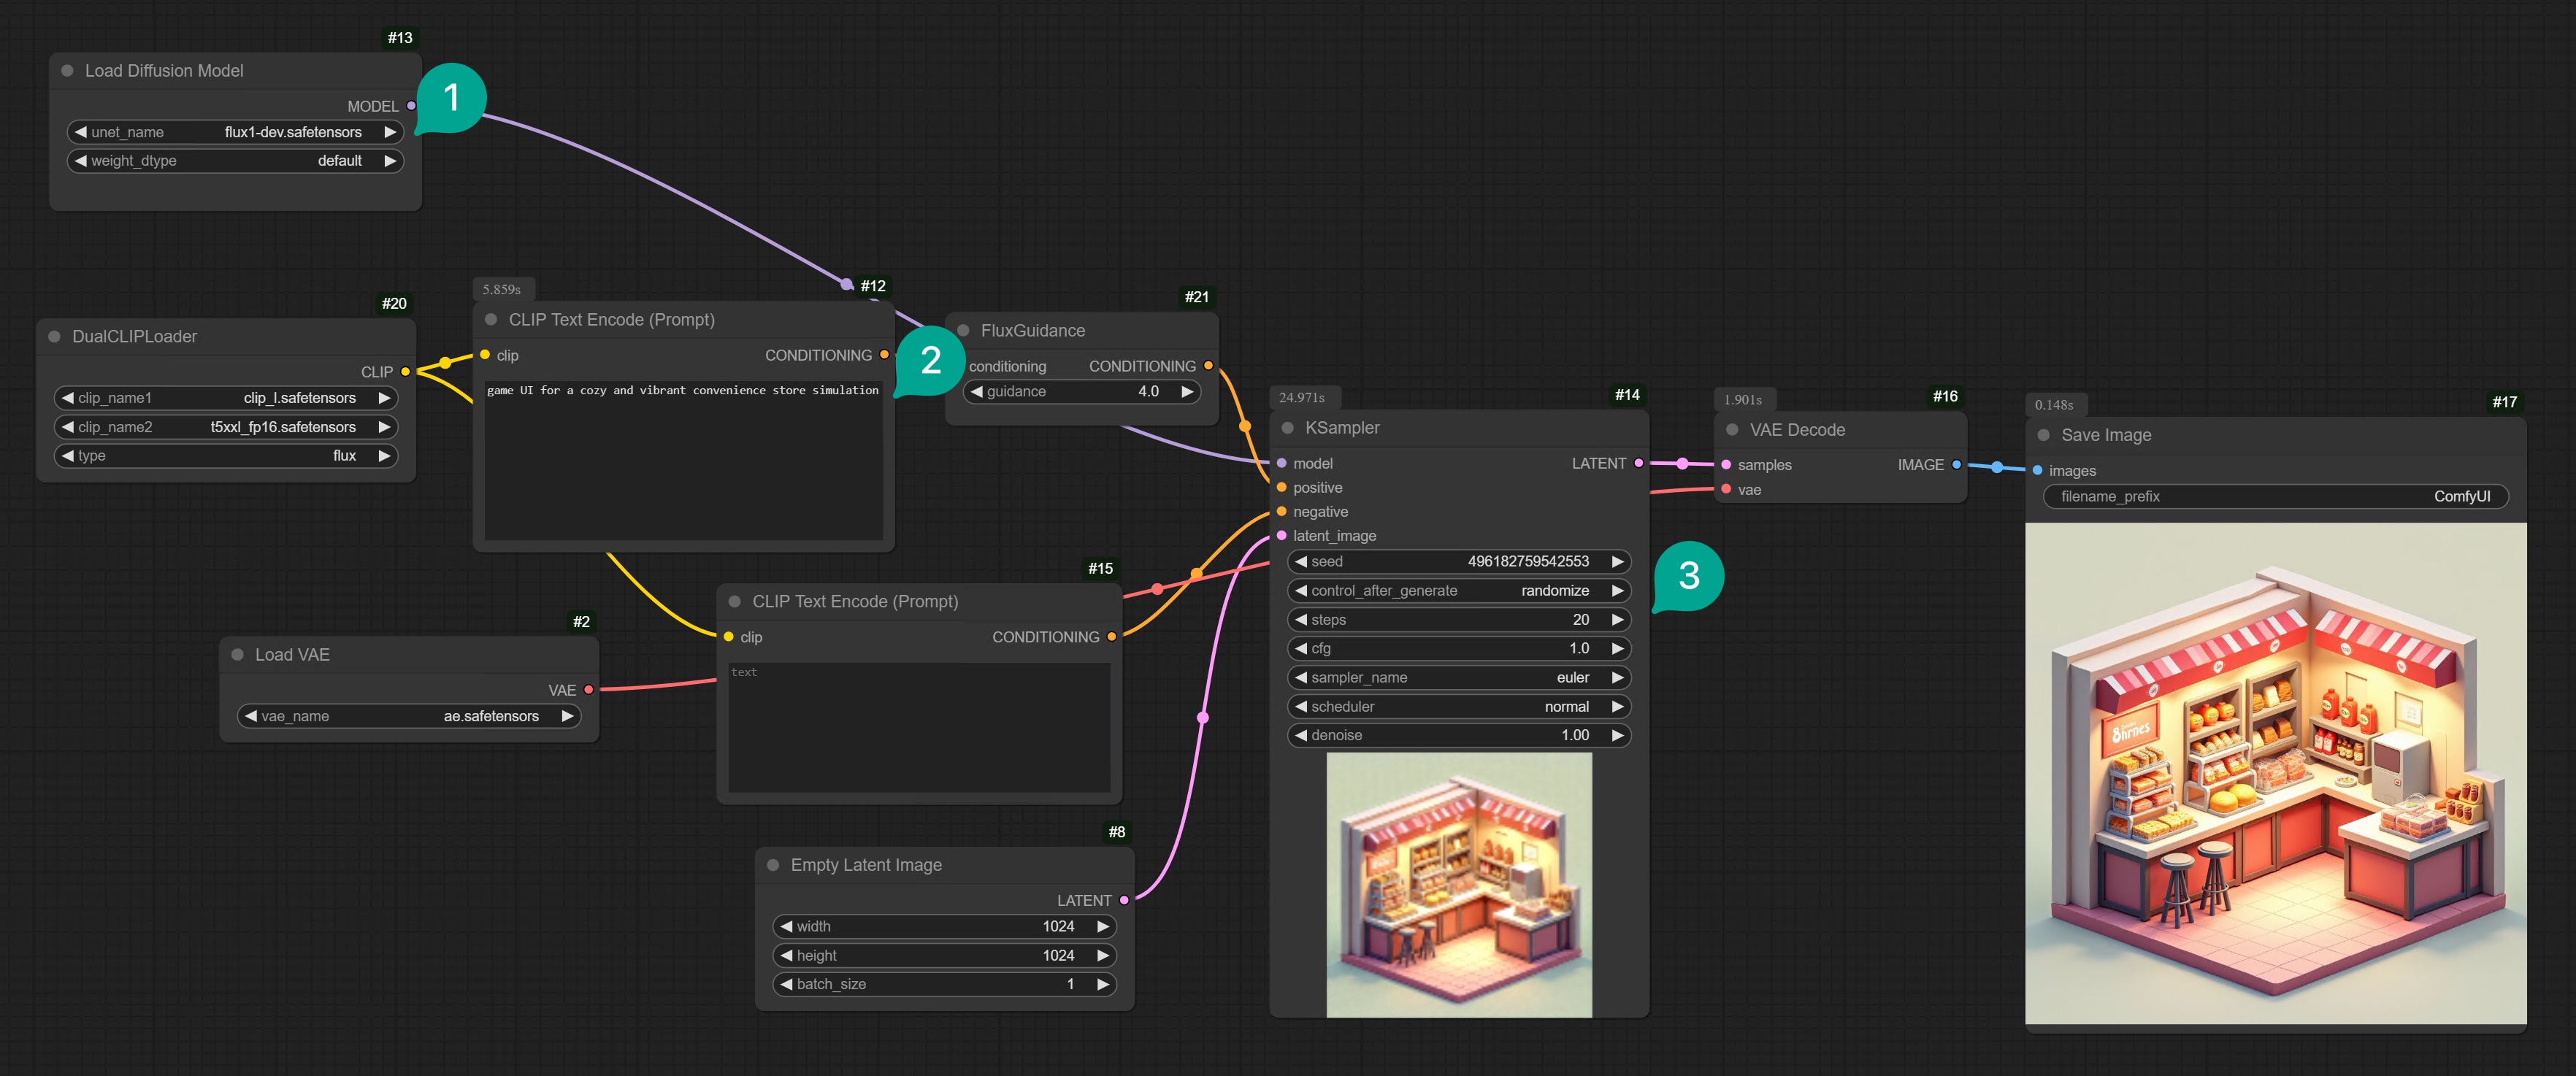 #13
Load Diffusion Model
MODEL
unet_name flux1-dev.safetensors
weight_dtype default
1
#20
DualCLIPLoader
CLIP
clip_name1 clip_l.safetensors
clip_name2 t5xxl_fp16.safetensors
type flux
5.859s
#12
CLIP Text Encode (Prompt)
clip CONDITIONING
game UI for a cozy and vibrant convenience store simulation
2
#21
FluxGuidance
conditioning CONDITIONING
guidance 4.0
#2
Load VAE
VAE
vae_name ae.safetensors
#15
CLIP Text Encode (Prompt)
clip CONDITIONING
text
#8
Empty Latent Image
LATENT
width 1024
height 1024
batch_size 1
24.971s
#14
KSampler
model LATENT
positive
negative
latent_image
seed 496182759542553
control_after_generate randomize
steps 20
cfg 1.0
sampler_name euler
scheduler normal
denoise 1.00
3
1.901s
#16
VAE Decode
samples IMAGE
vae
0.148s
#17
Save Image
images
filename_prefix ComfyUI